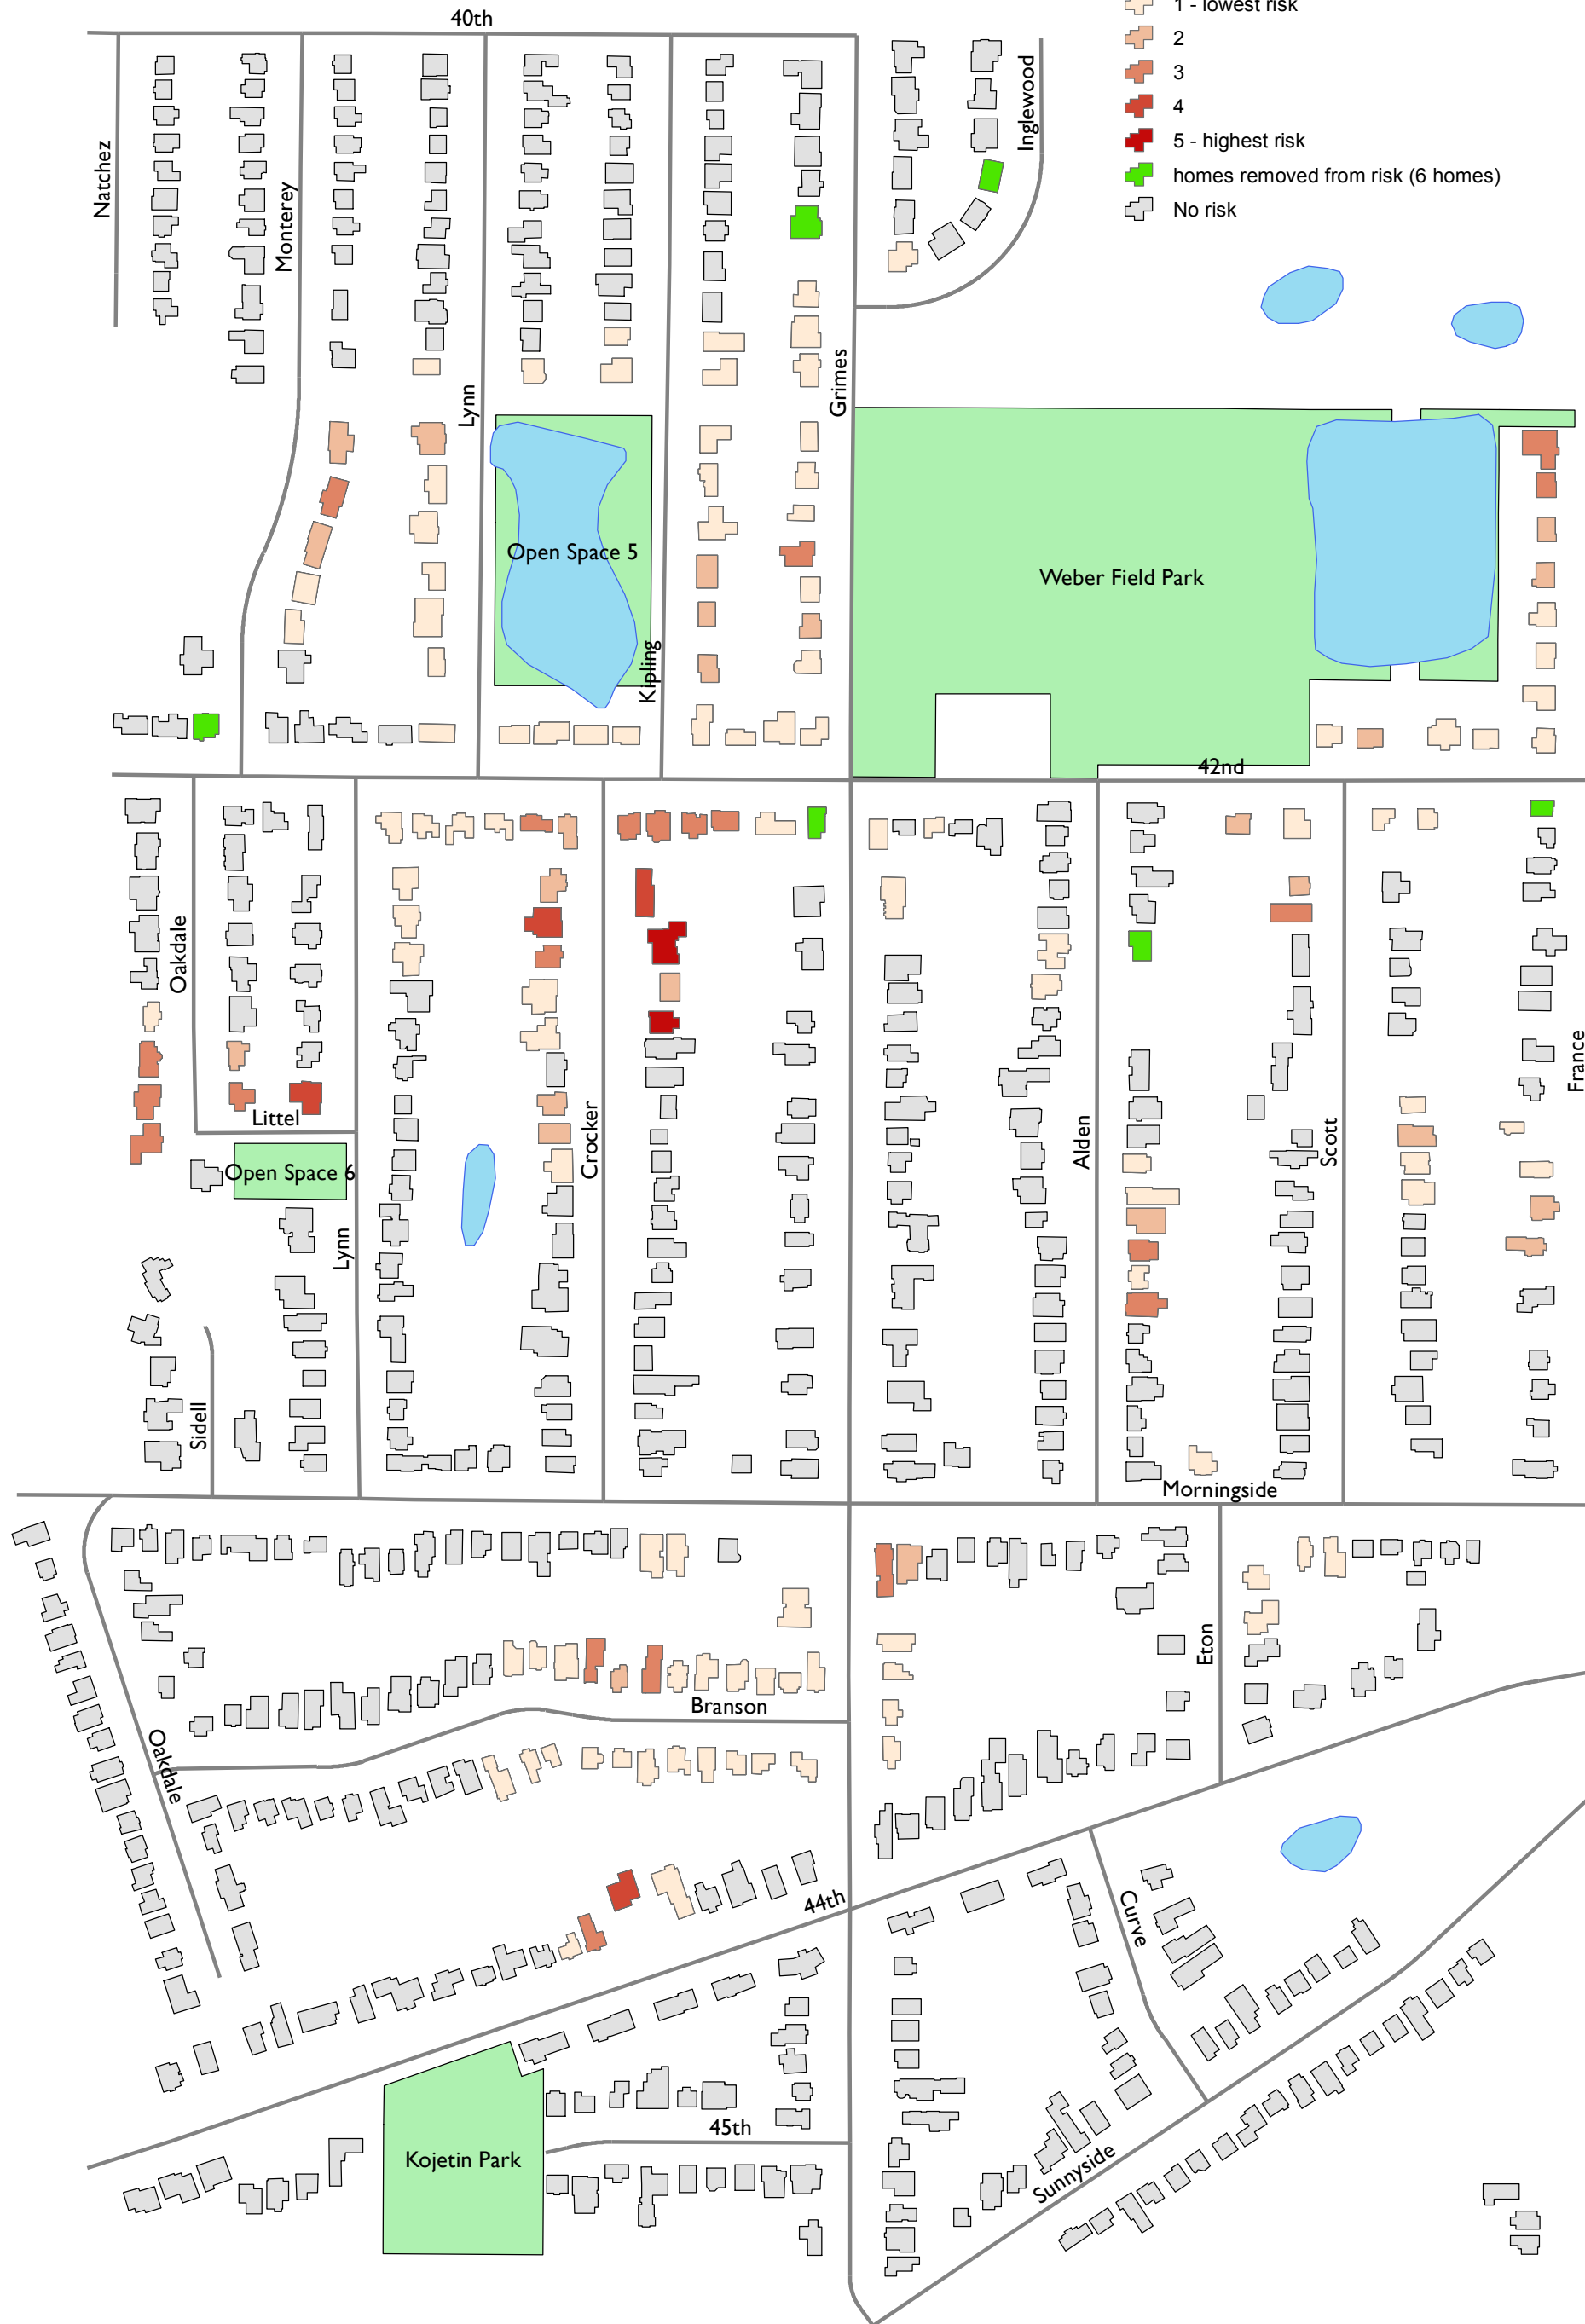 40th
1 - lowest risk
2
3
4
5 - highest risk
homes removed from risk (6 homes)
No risk
Inglewood
Natchez
Monterey
Lynn
Grimes
Open Space 5
Weber Field Park
Kipling
42nd
Oakdale
France
Littel
Crocker
Alden
Scott
Open Space 6
Lynn
Sidell
Morningside
Eton
Branson
Oakdale
44th
Curve
45th
Kojetin Park
Sunnyside